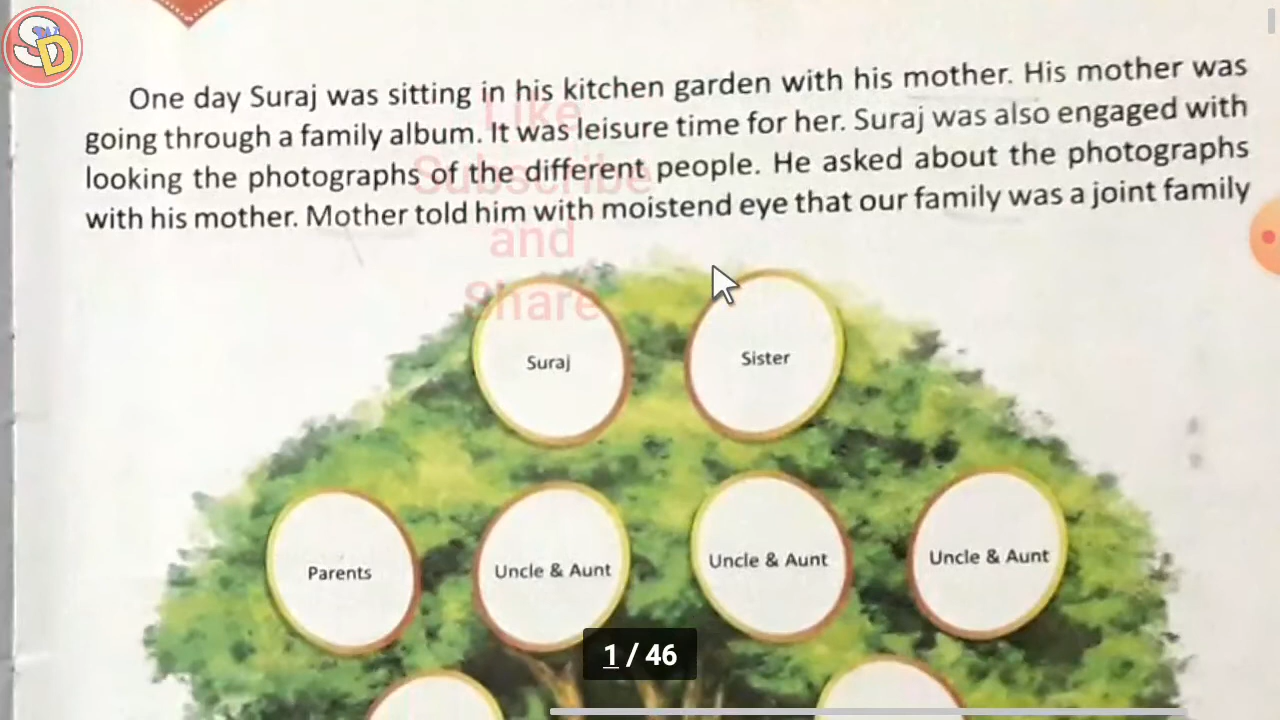 SD
One day Suraj was sitting in his kitchen garden with his mother. His mother was
going through a family album. It was leisure time for her. Suraj was also engaged with
looking the photographs of the different people. He asked about the photographs
with his mother. Mother told him with moistend eye that our family was a joint family
Like
Subscribe
and
Share
Suraj
Sister
Parents
Uncle & Aunt
Uncle & Aunt
Uncle & Aunt
1 / 46